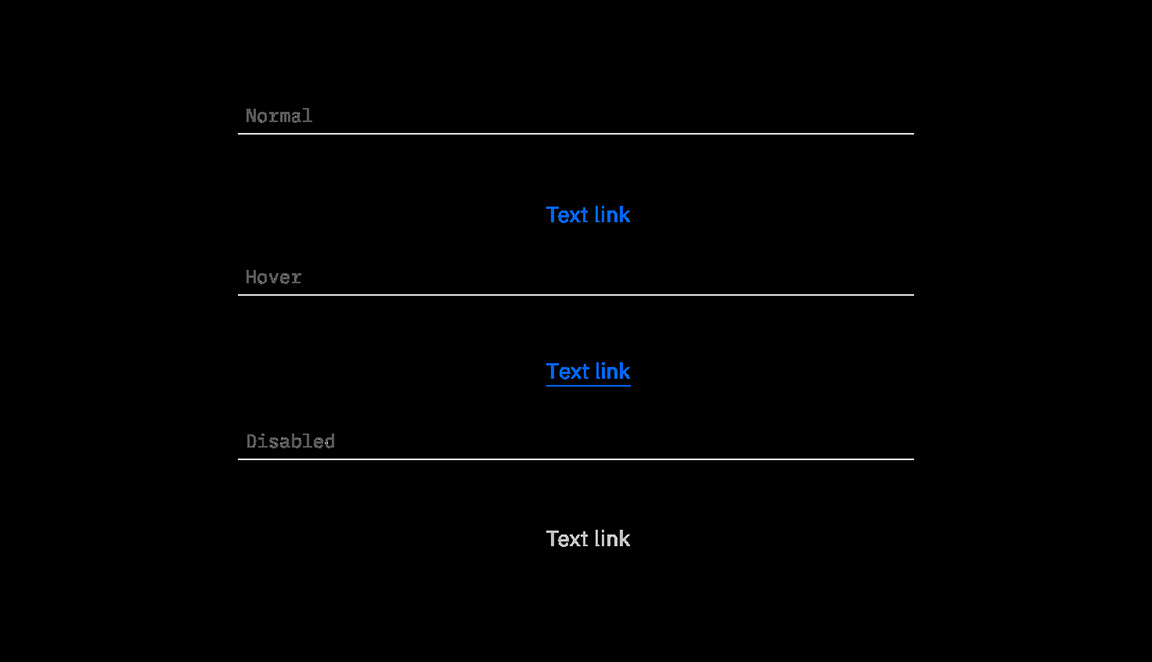 Normal
Text link
Hover
Text link
Disabled
Text link